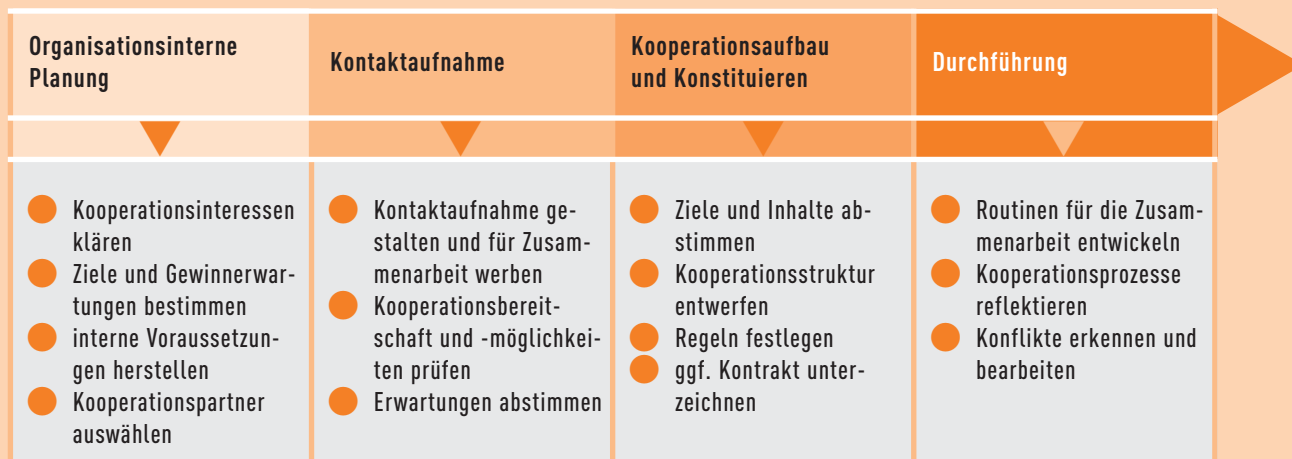 Organisationsinterne
Planung
Kooperationsinteressen
klären
Ziele und Gewinnerwar-
tungen bestimmen
interne Voraussetzun-
gen herstellen
Kooperationspartner
auswählen
Kontaktaufnahme
Kontaktaufnahme ge-
stalten und für Zusam-
menarbeit werben
Kooperationsbereit-
schaft und -möglichkei-
ten prüfen
Erwartungen abstimmen
Kooperationsaufbau
und Konstituieren
Ziele und Inhalte ab-
stimmen
Kooperationsstruktur
entwerfen
Regeln festlegen
ggf. Kontrakt unter-
zeichnen
Durchführung
Routinen für die Zusam-
menarbeit entwickeln
Kooperationsprozesse
reflektieren
Konflikte erkennen und
bearbeiten